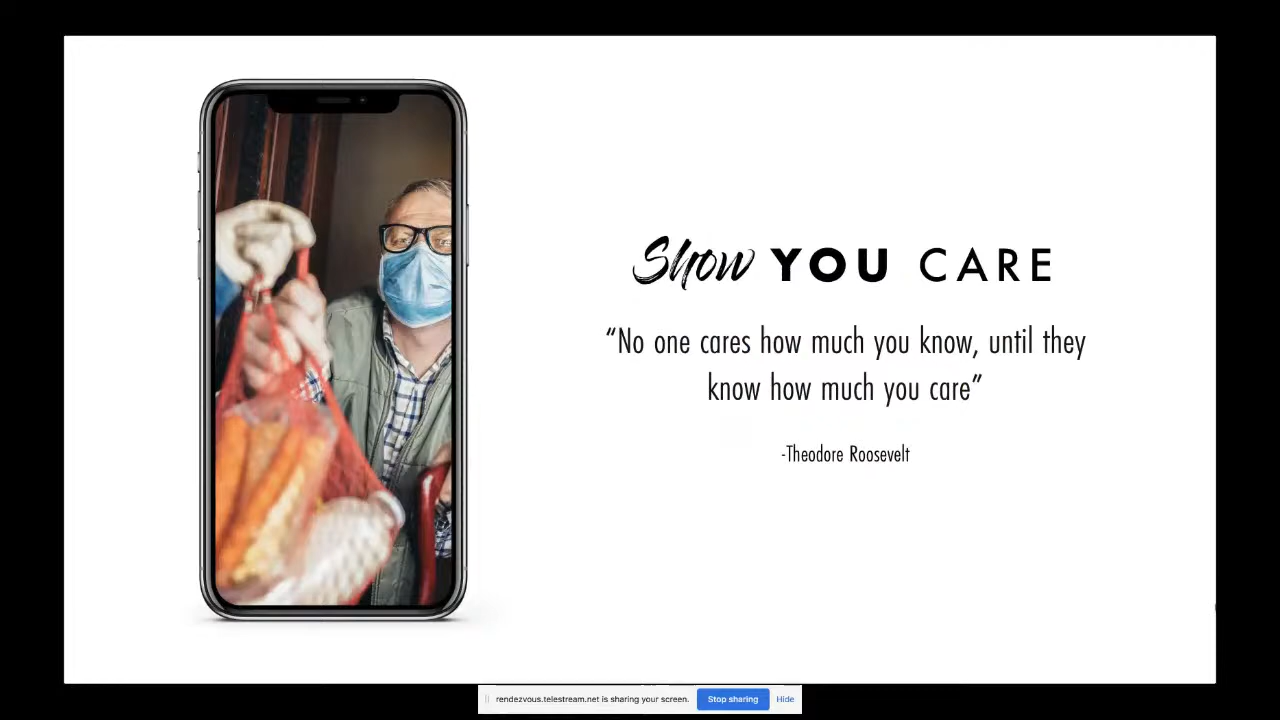 Show YOU CARE
“No one cares how much you know, until they
know how much you care”
-Theodore Roosevelt
rendezvous.telestream.net is sharing your screen. Stop sharing Hide